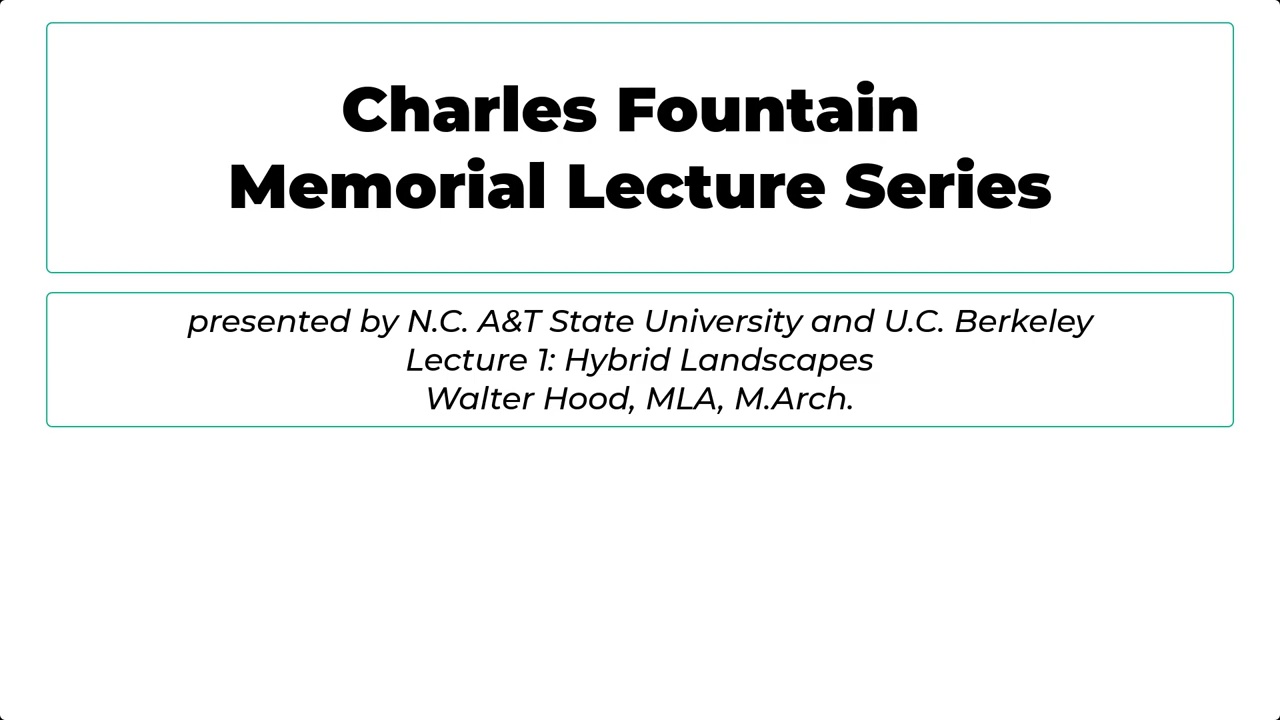 Charles Fountain
Memorial Lecture Series
presented by N.C. A&T State University and U.C. Berkeley
Lecture 1: Hybrid Landscapes
Walter Hood, MLA, M.Arch.